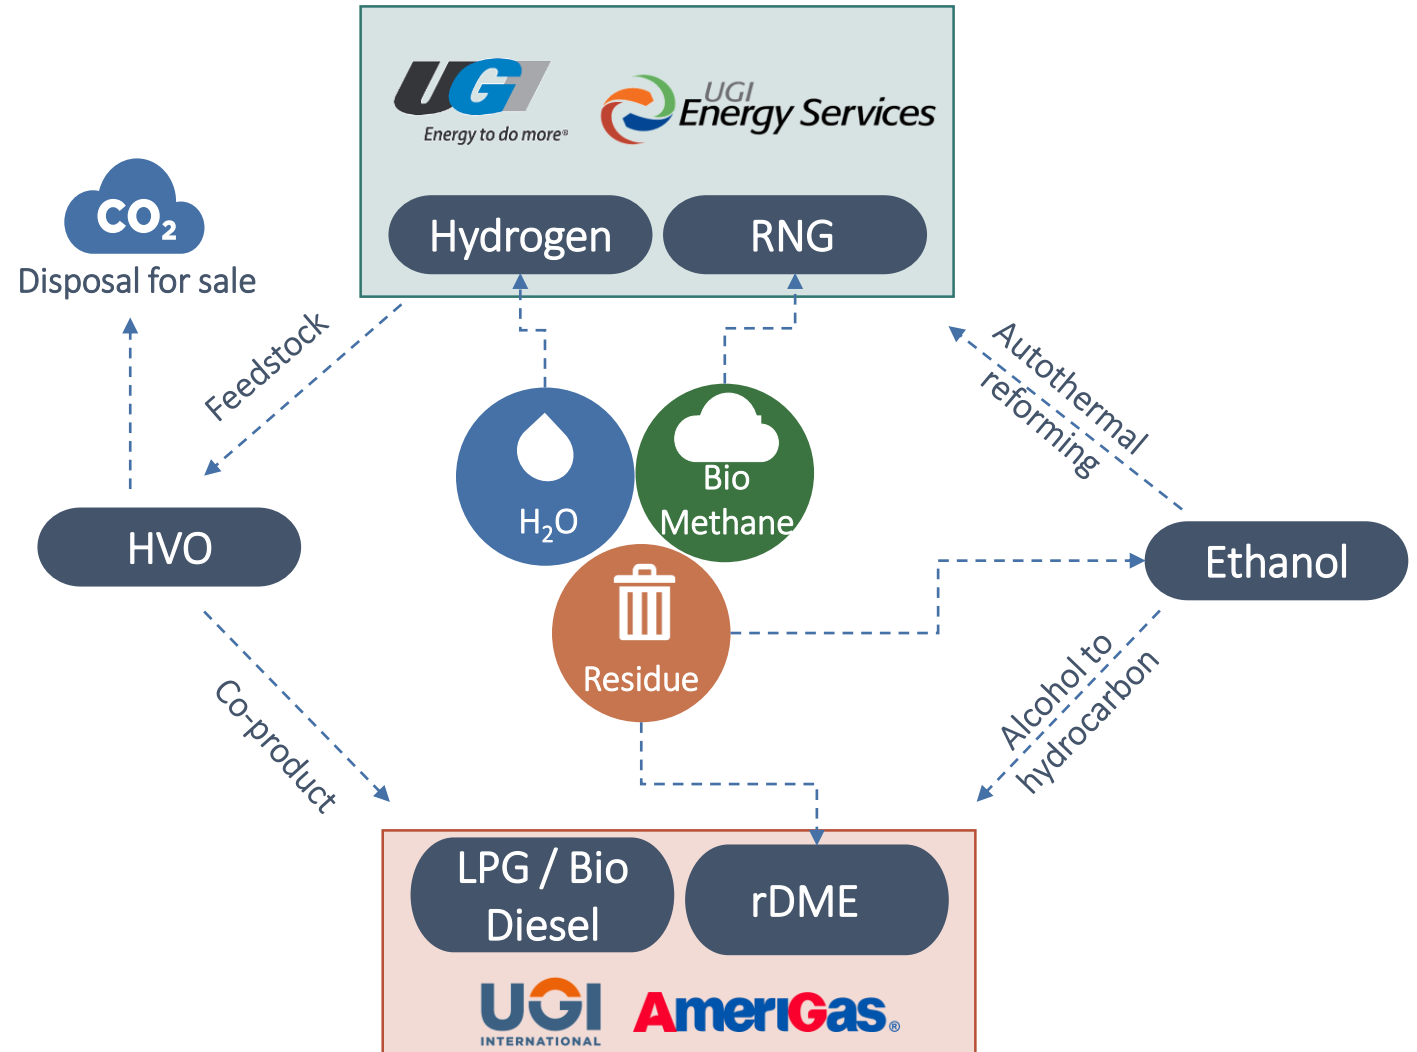 UGI
Energy to do more®
UGI
Energy Services
Hydrogen
RNG
CO₂
Disposal for sale
Feedstock
Autothermal
reforming
H₂O
Bio
Methane
HVO
Ethanol
Residue
Co-product
Alcohol to
hydrocarbon
LPG / Bio
Diesel
rDME
UGI
INTERNATIONAL
AmeriGas®